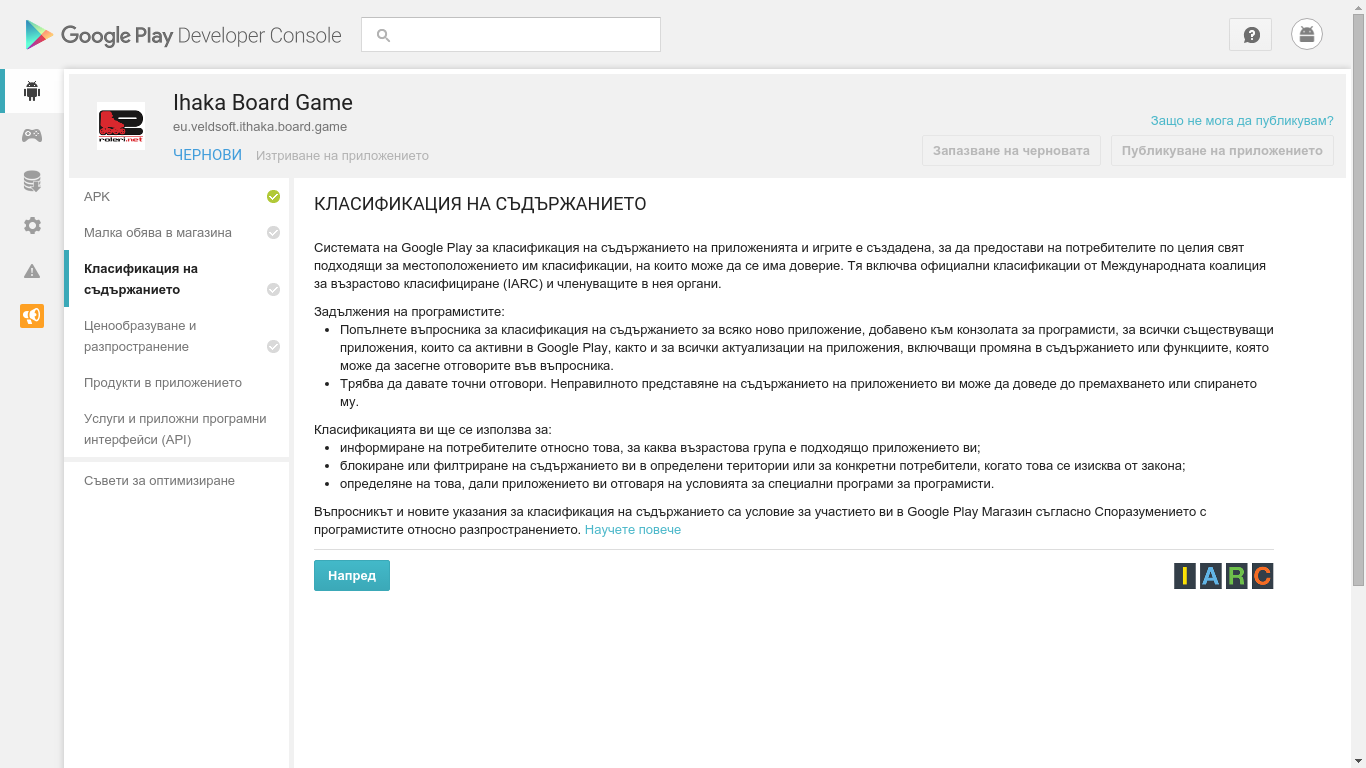 Google Play Developer Console
Ihaka Board Game
eu.veldsoft.ithaka.board.game
ЧЕРНОВИ Изтриване на приложението
Защо не мога да публикувам?
Запазване на черновата Публикуване на приложението
roleri.net
APK
Малка обява в магазина
Класификация на
съдържанието
Ценообразуване и
разпространение
Продукти в приложението
Услуги и приложни програмни
интерфейси (API)
Съвети за оптимизиране
КЛАСИФИКАЦИЯ НА СЪДЪРЖАНИЕТО
Системата на Google Play за класификация на съдържанието на приложенията и игрите е създадена, за да предостави на потребителите по целия свят
подходящи за местоположението им класификации, на които може да се има доверие. Тя включва официални класификации от Международната коалиция
за възрастово класифициране (IARC) и членуващите в нея органи.
Задължения на програмистите:
• Попълнете въпросника за класификация на съдържанието за всяко ново приложение, добавено към конзолата за програмисти, за всички съществуващи
приложения, които са активни в Google Play, както и за всички актуализации на приложения, включващи промяна в съдържанието или функциите, която
може да засегне отговорите във въпросника.
• Трябва да давате точни отговори. Неправилното представяне на съдържанието на приложението ви може да доведе до премахването или спирането
му.
Класификацията ви ще се използва за:
• информиране на потребителите относно това, за каква възрастова група е подходящо приложението ви;
• блокиране или филтриране на съдържанието ви в определени територии или за конкретни потребители, когато това се изисква от закона;
• определяне на това, дали приложението ви отговаря на условията за специални програми за програмисти.
Въпросникът и новите указания за класификация на съдържанието са условие за участието ви в Google Play Магазин съгласно Споразумението с
програмистите относно разпространението. Научете повече
Напред
IARC